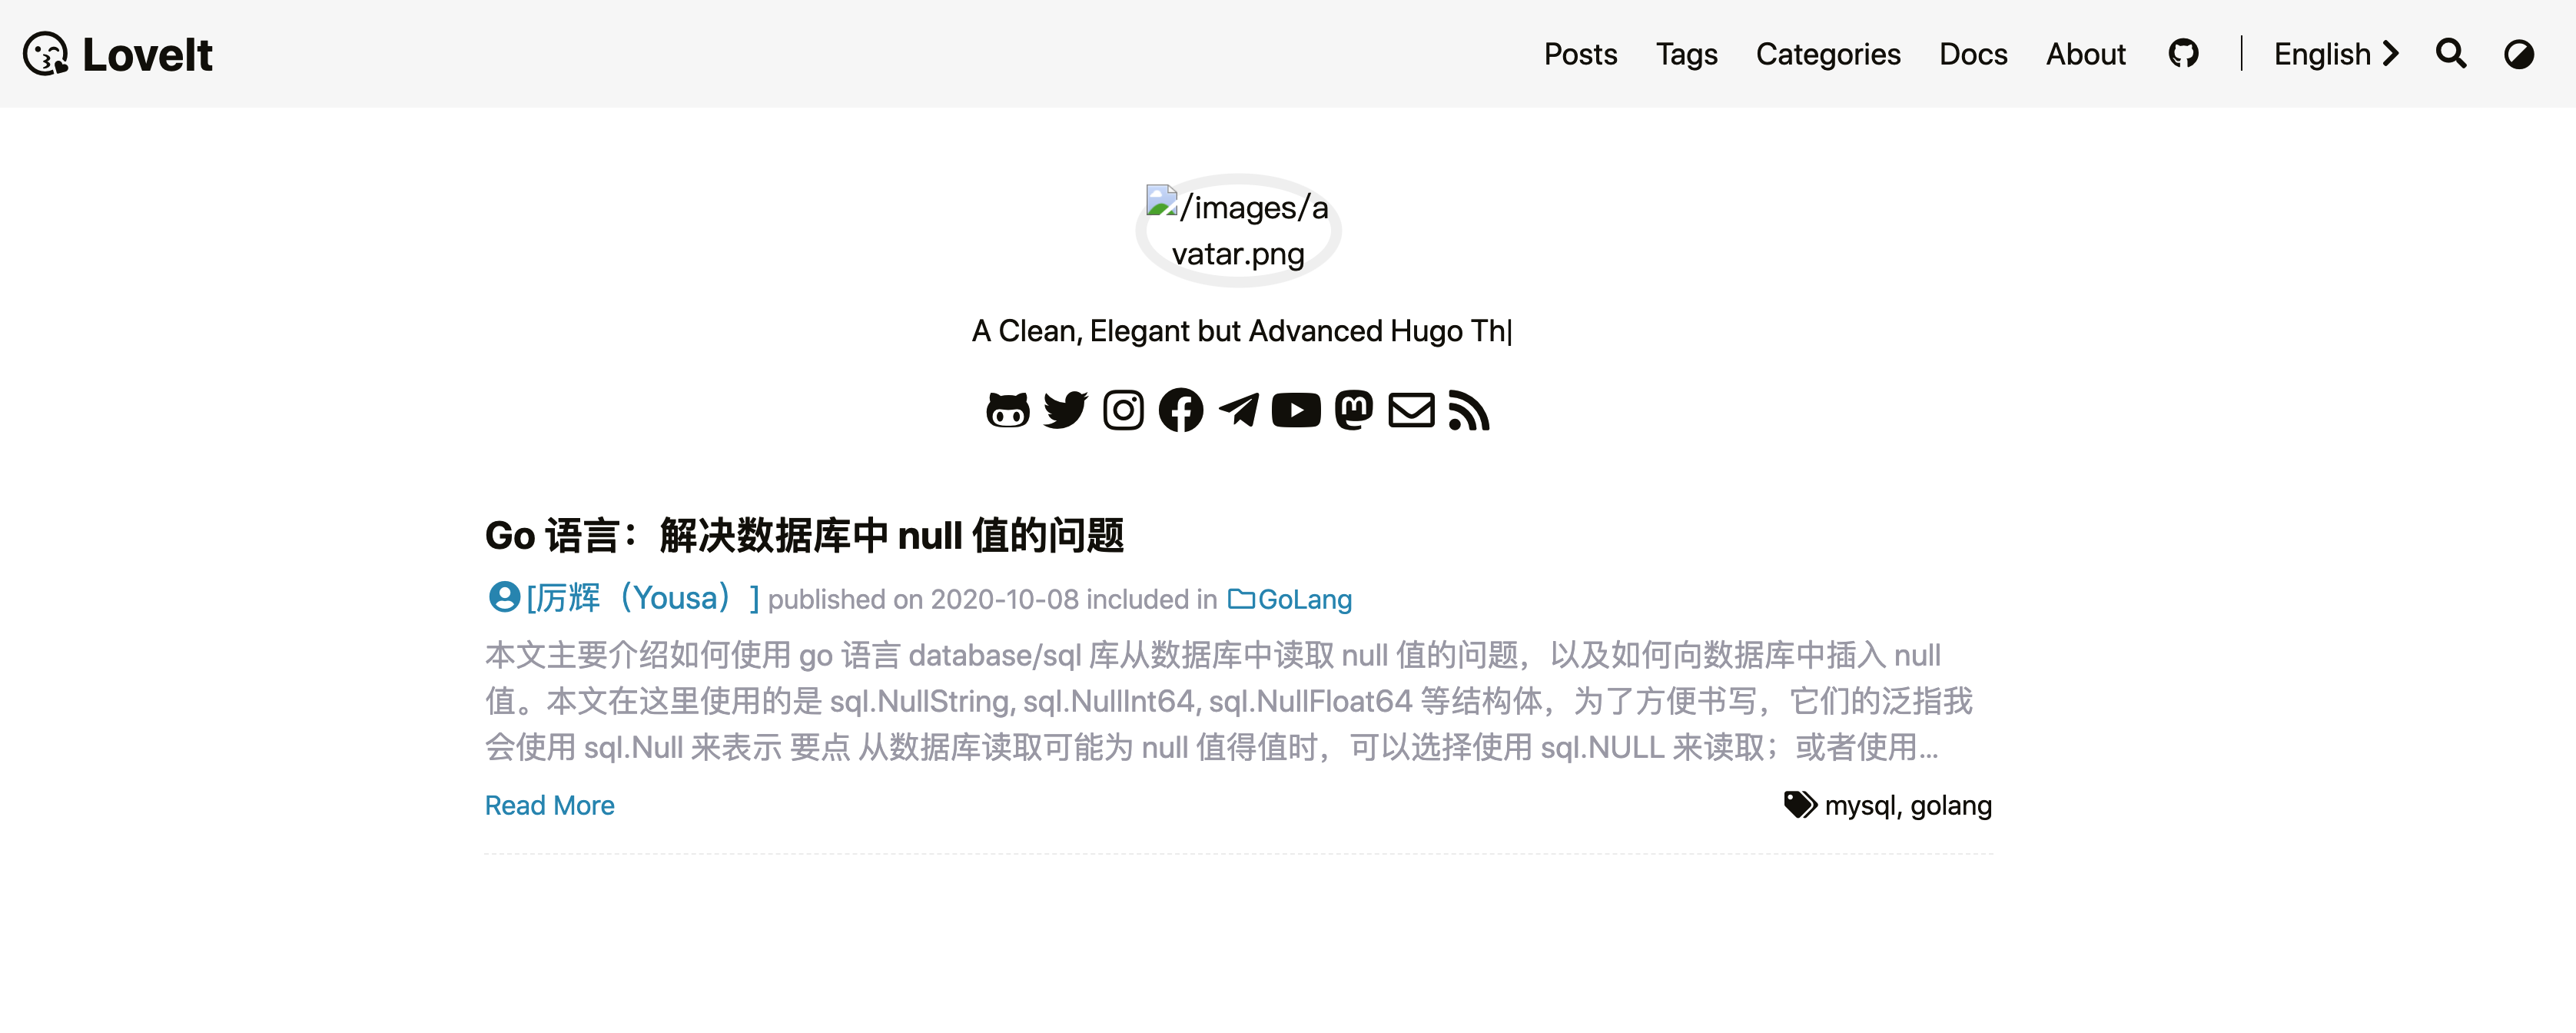 LoveIt
Posts Tags Categories Docs About English
/images/a
vatar.png
A Clean, Elegant but Advanced Hugo Th|
Go 语言：解决数据库中 null 值的问题
[厉辉（Yousa）] published on 2020-10-08 included in GoLang
本文主要介绍如何使用 go 语言 database/sql 库从数据库中读取 null 值的问题，以及如何向数据库中插入 null
值。本文在这里使用的是 sql.NullString, sql.NullInt64, sql.NullFloat64 等结构体，为了方便书写，它们的泛指我
会使用 sql.Null 来表示 要点 从数据库读取可能为 null 值得值时，可以选择使用 sql.NULL 来读取；或者使用...
Read More
mysql, golang